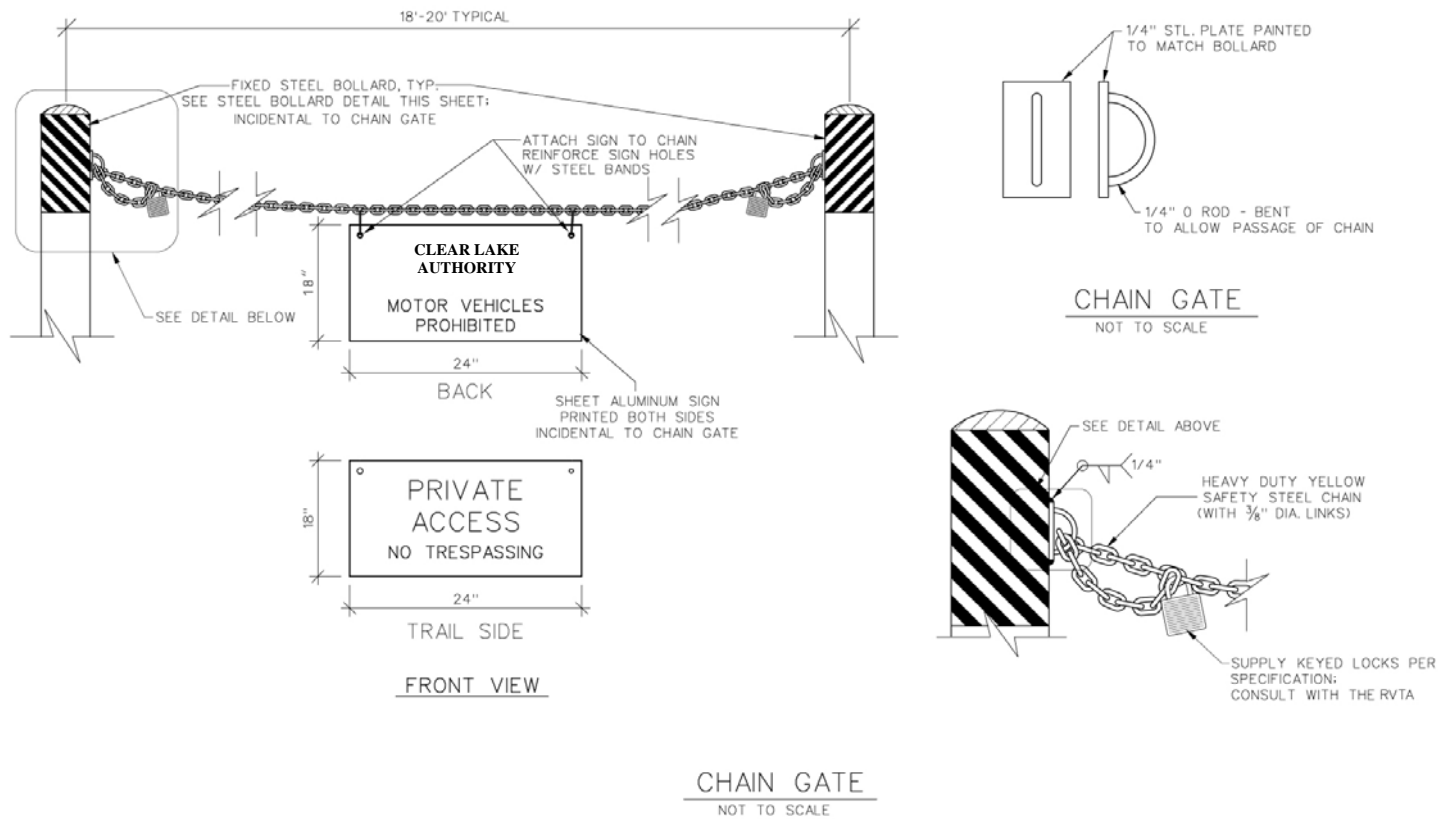 18'-20' TYPICAL
FIXED STEEL BOLLARD, TYP.
SEE STEEL BOLLARD DETAIL THIS SHEET;
INCIDENTAL TO CHAIN GATE
ATTACH SIGN TO CHAIN
REINFORCE SIGN HOLES
W/ STEEL BANDS
SEE DETAIL BELOW
18"
CLEAR LAKE
AUTHORITY
MOTOR VEHICLES
PROHIBITED
24"
BACK
SHEET ALUMINUM SIGN
PRINTED BOTH SIDES
INCIDENTAL TO CHAIN GATE
18"
PRIVATE
ACCESS
NO TRESPASSING
24"
TRAIL SIDE
FRONT VIEW
1/4" STL. PLATE PAINTED
TO MATCH BOLLARD
1/4" O ROD - BENT
TO ALLOW PASSAGE OF CHAIN
CHAIN GATE
NOT TO SCALE
SEE DETAIL ABOVE
1/4"
HEAVY DUTY YELLOW
SAFETY STEEL CHAIN
(WITH ⅜" DIA. LINKS)
SUPPLY KEYED LOCKS PER
SPECIFICATION;
CONSULT WITH THE RVTA
CHAIN GATE
NOT TO SCALE